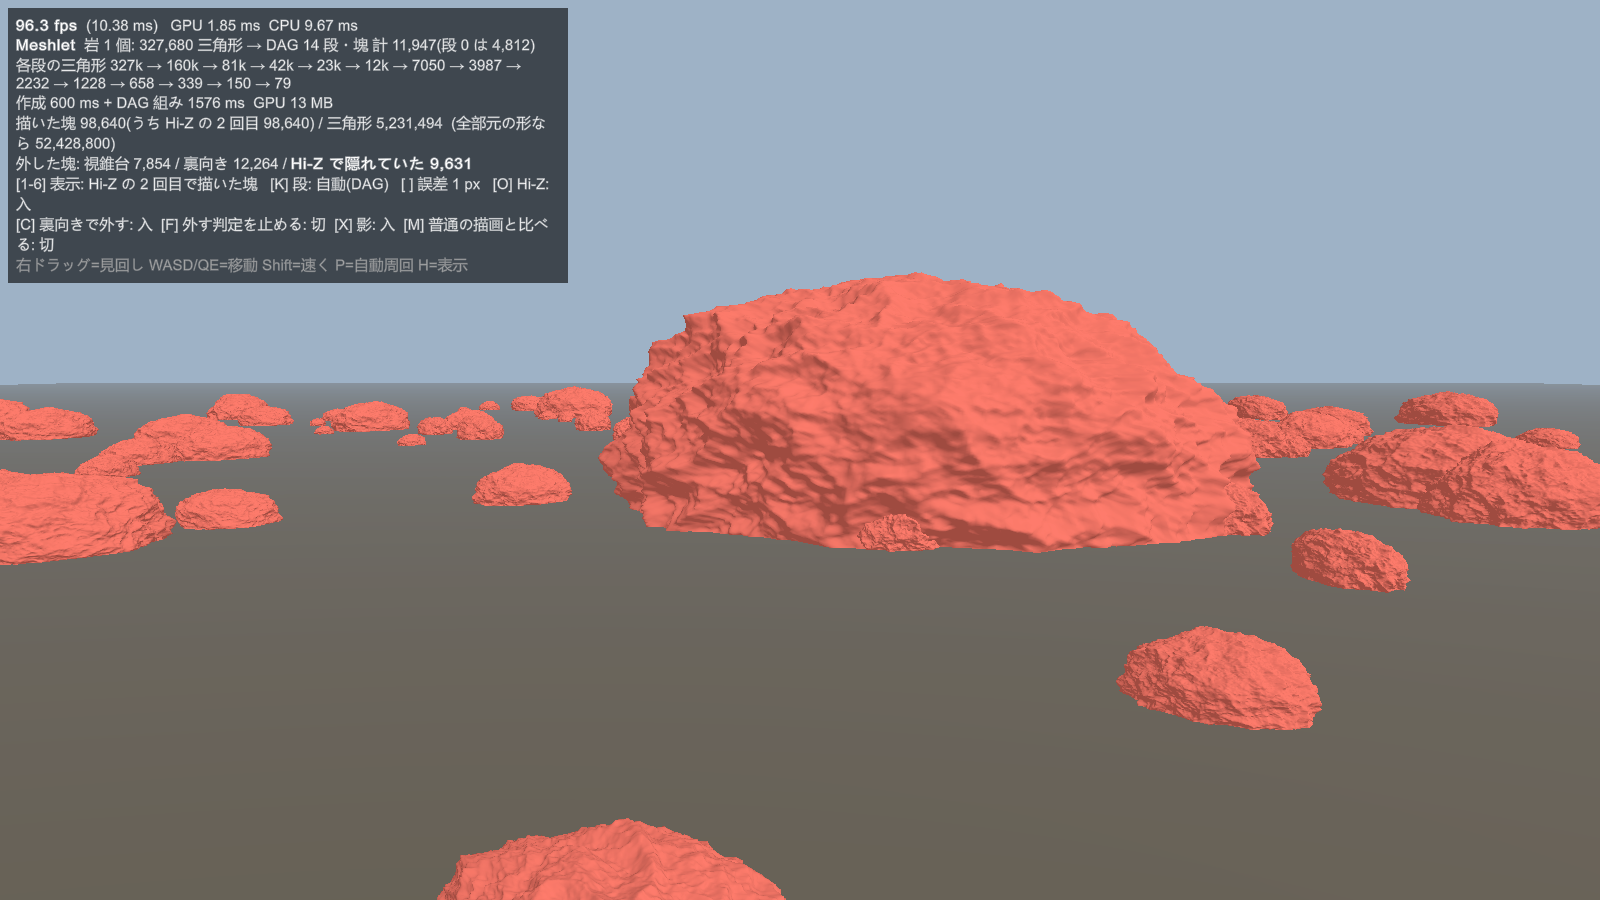 96.3 fps (10.38 ms) GPU 1.85 ms CPU 9.67 ms
Meshlet 岩 1 個: 327,680 三角形 → DAG 14 段・塊 計 11,947(段 0 は 4,812)
各段の三角形 327k → 160k → 81k → 42k → 23k → 12k → 7050 → 3987 →
2232 → 1228 → 658 → 339 → 150 → 79
作成 600 ms + DAG 組み 1576 ms GPU 13 MB
描いた塊 98,640(うち Hi-Z の 2 回目 98,640) / 三角形 5,231,494 (全部元の形な
ら 52,428,800)
外した塊: 視錐台 7,854 / 裏向き 12,264 / Hi-Z で隠れていた 9,631
[1-6] 表示: Hi-Z の 2 回目で描いた塊 [K] 段: 自動(DAG) [ ] 誤差 1 px [O] Hi-Z:
入
[C] 裏向きで外す: 入 [F] 外す判定を止める: 切 [X] 影: 入 [M] 普通の描画と比べ
る: 切
右ドラッグ=見回し WASD/QE=移動 Shift=速く P=自動周回 H=表示